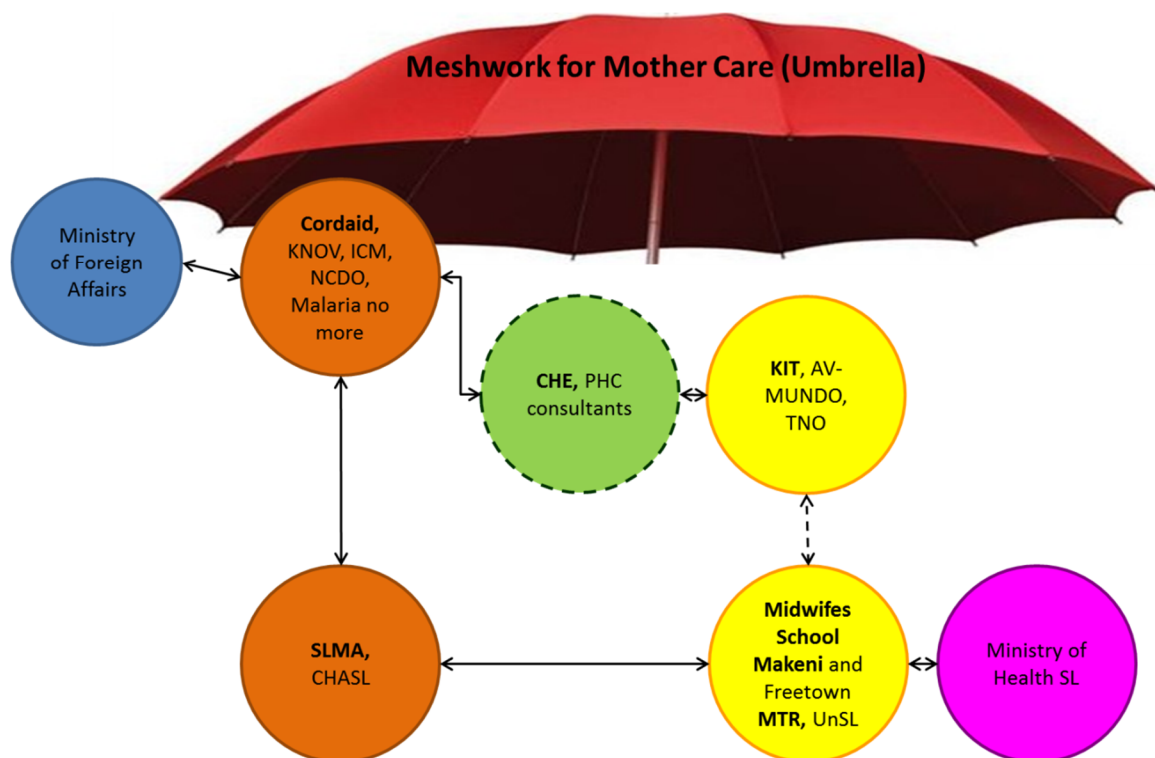 Meshwork for Mother Care (Umbrella)
Ministry
of Foreign
Affairs
Cordaid,
KNOV, ICM,
NCDO,
Malaria no
more
CHE, PHC
consultants
KIT, AV-
MUNDO,
TNO
SLMA,
CHASL
Midwifes
School
Makeni and
Freetown
MTR, UnSL
Ministry of
Health SL